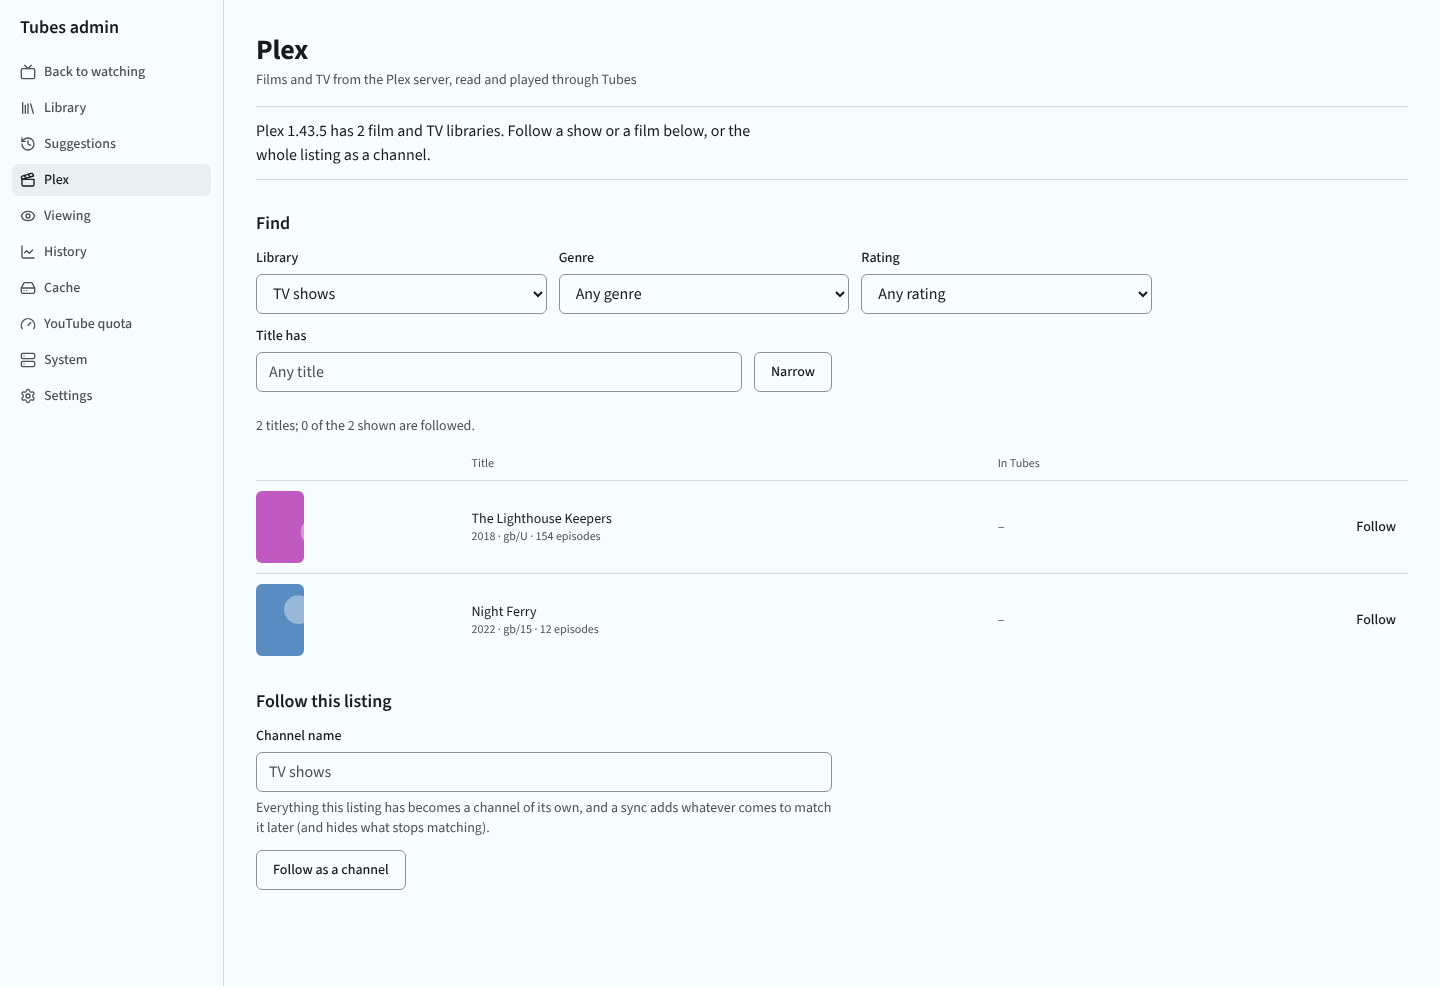 Tubes admin
Back to watching
Library
Suggestions
Plex
Viewing
History
Cache
YouTube quota
System
Settings
Plex
Films and TV from the Plex server, read and played through Tubes
Plex 1.43.5 has 2 film and TV libraries. Follow a show or a film below, or the
whole listing as a channel.
Find
Library Genre Rating
TV shows Any genre Any rating
Title has
Any title Narrow
2 titles; 0 of the 2 shown are followed.
Title In Tubes
The Lighthouse Keepers
2018 · gb/U · 154 episodes
– Follow
Night Ferry
2022 · gb/15 · 12 episodes
– Follow
Follow this listing
Channel name
TV shows
Everything this listing has becomes a channel of its own, and a sync adds whatever comes to match
it later (and hides what stops matching).
Follow as a channel